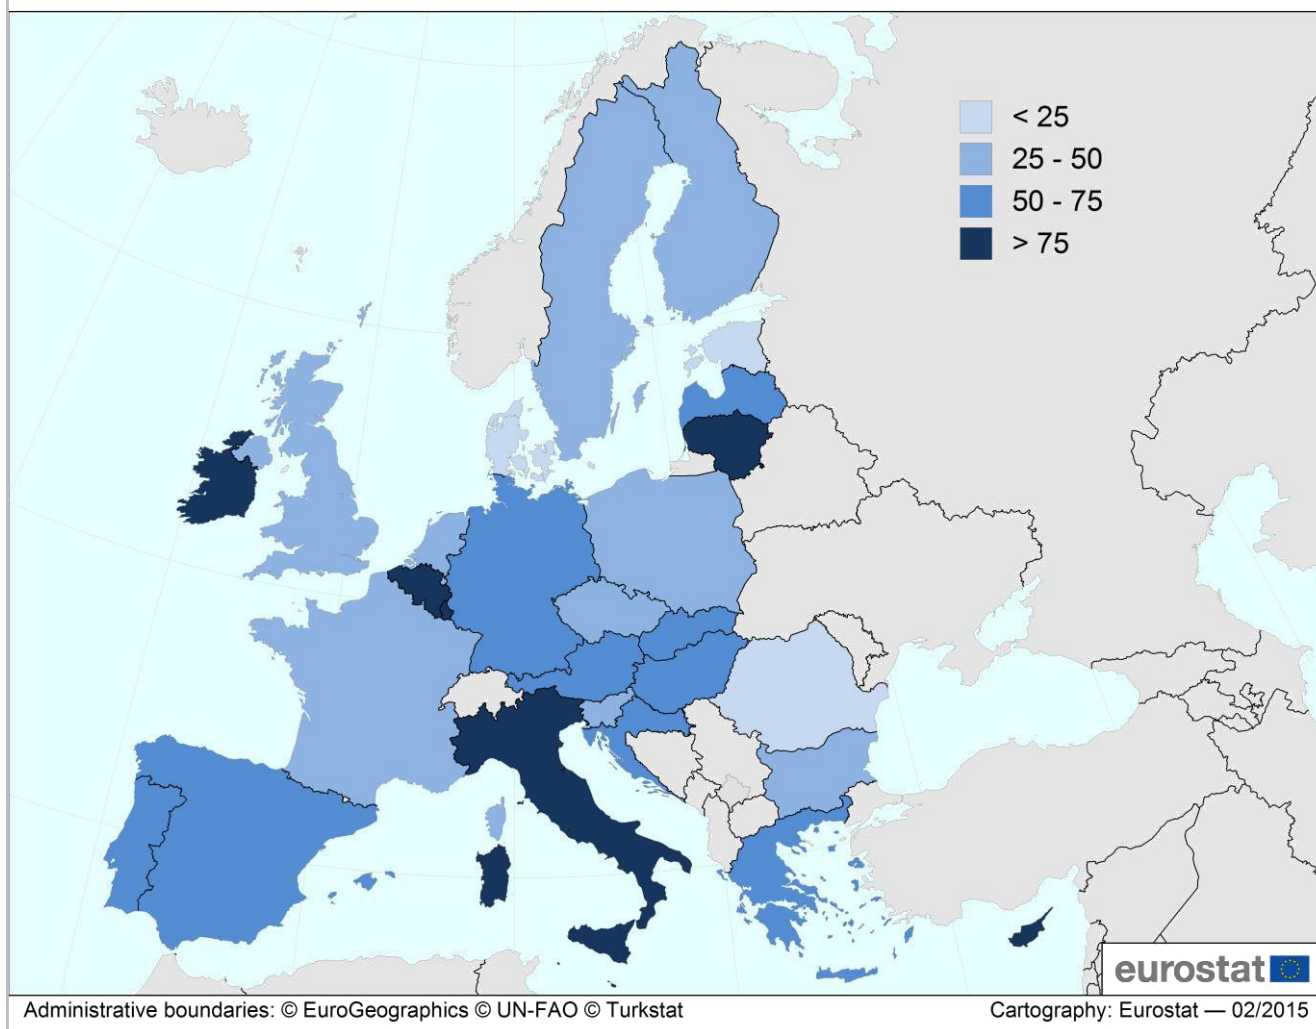 < 25
25 - 50
50 - 75
> 75
eurostat
Administrative boundaries: © EuroGeographics © UN-FAO © Turkstat
Cartography: Eurostat — 02/2015